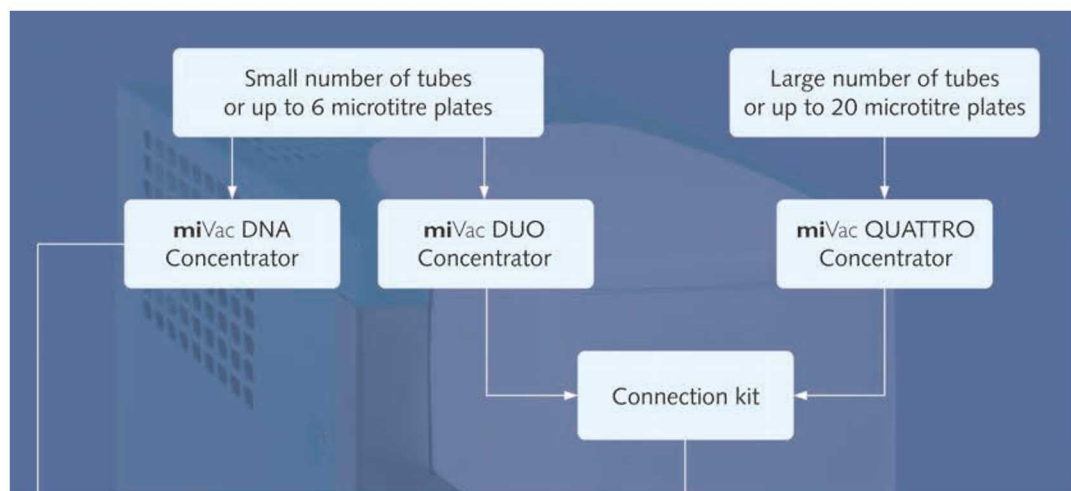 Small number of tubes
or up to 6 microtitre plates
Large number of tubes
or up to 20 microtitre plates
miVac DNA
Concentrator
miVac DUO
Concentrator
miVac QUATTRO
Concentrator
Connection kit